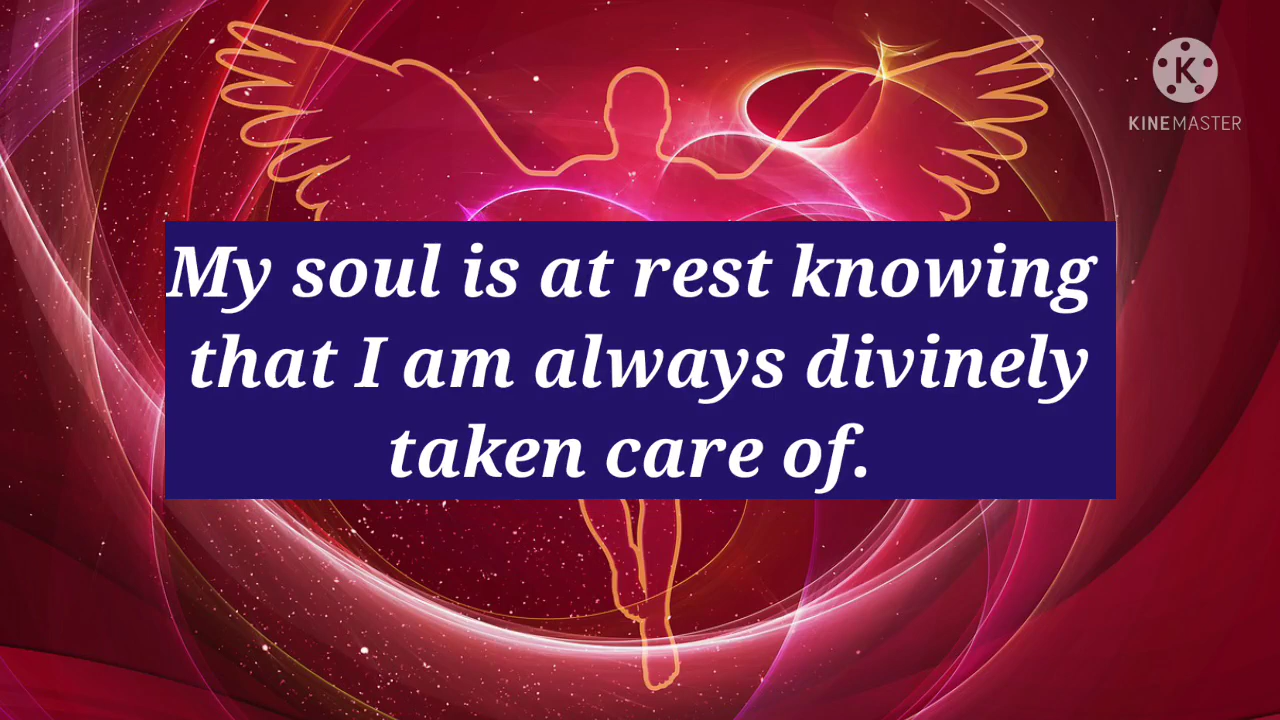 K
KINEMASTER
My soul is at rest knowing
that I am always divinely
taken care of.